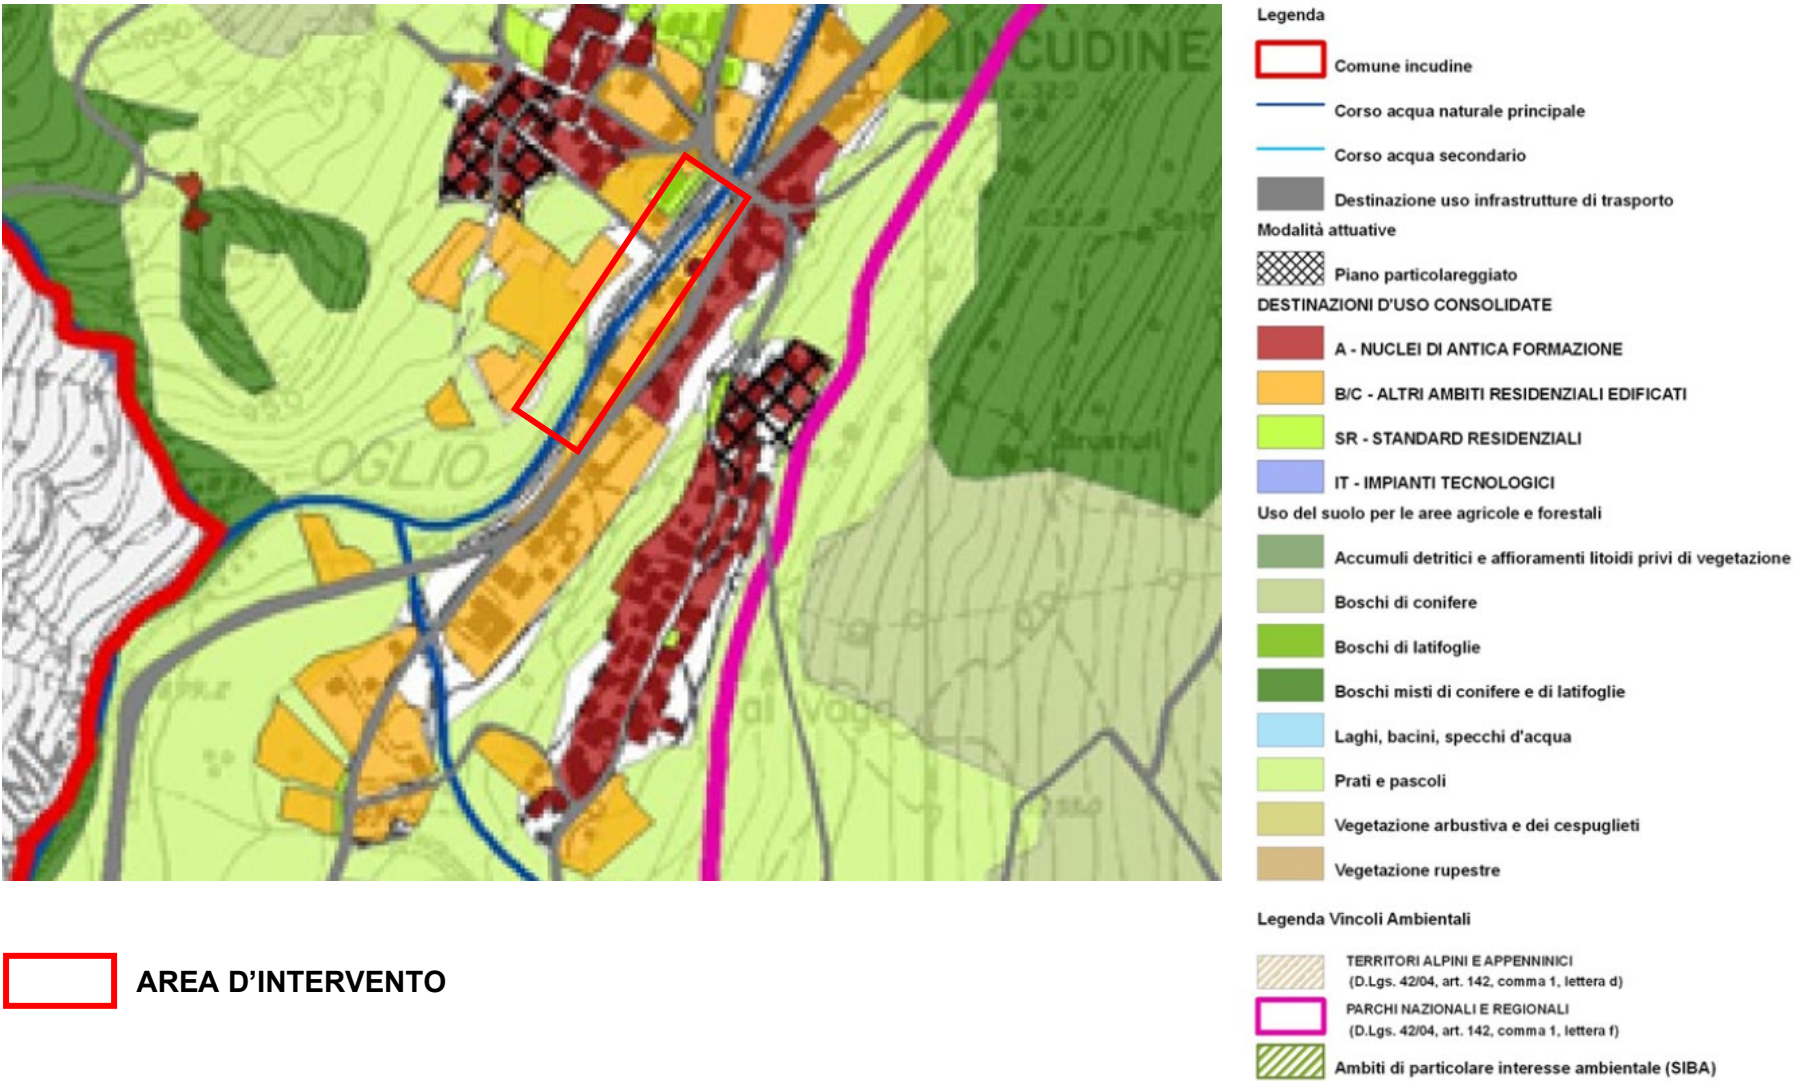 INCUDINE
OGLIO
al Vago
950
AREA D'INTERVENTO
Legenda
Comune incudine
Corso acqua naturale principale
Corso acqua secondario
Destinazione uso infrastrutture di trasporto
Modalità attuative
Piano particolareggiato
DESTINAZIONI D'USO CONSOLIDATE
A - NUCLEI DI ANTICA FORMAZIONE
B/C - ALTRI AMBITI RESIDENZIALI EDIFICATI
SR - STANDARD RESIDENZIALI
IT - IMPIANTI TECNOLOGICI
Uso del suolo per le aree agricole e forestali
Accumuli detritici e affioramenti litoidi privi di vegetazione
Boschi di conifere
Boschi di latifoglie
Boschi misti di conifere e di latifoglie
Laghi, bacini, specchi d'acqua
Prati e pascoli
Vegetazione arbustiva e dei cespuglieti
Vegetazione rupestre
Legenda Vincoli Ambientali
TERRITORI ALPINI E APPENNINICI
(D.Lgs. 42/04, art. 142, comma 1, lettera d)
PARCHI NAZIONALI E REGIONALI
(D.Lgs. 42/04, art. 142, comma 1, lettera f)
Ambiti di particolare interesse ambientale (SIBA)